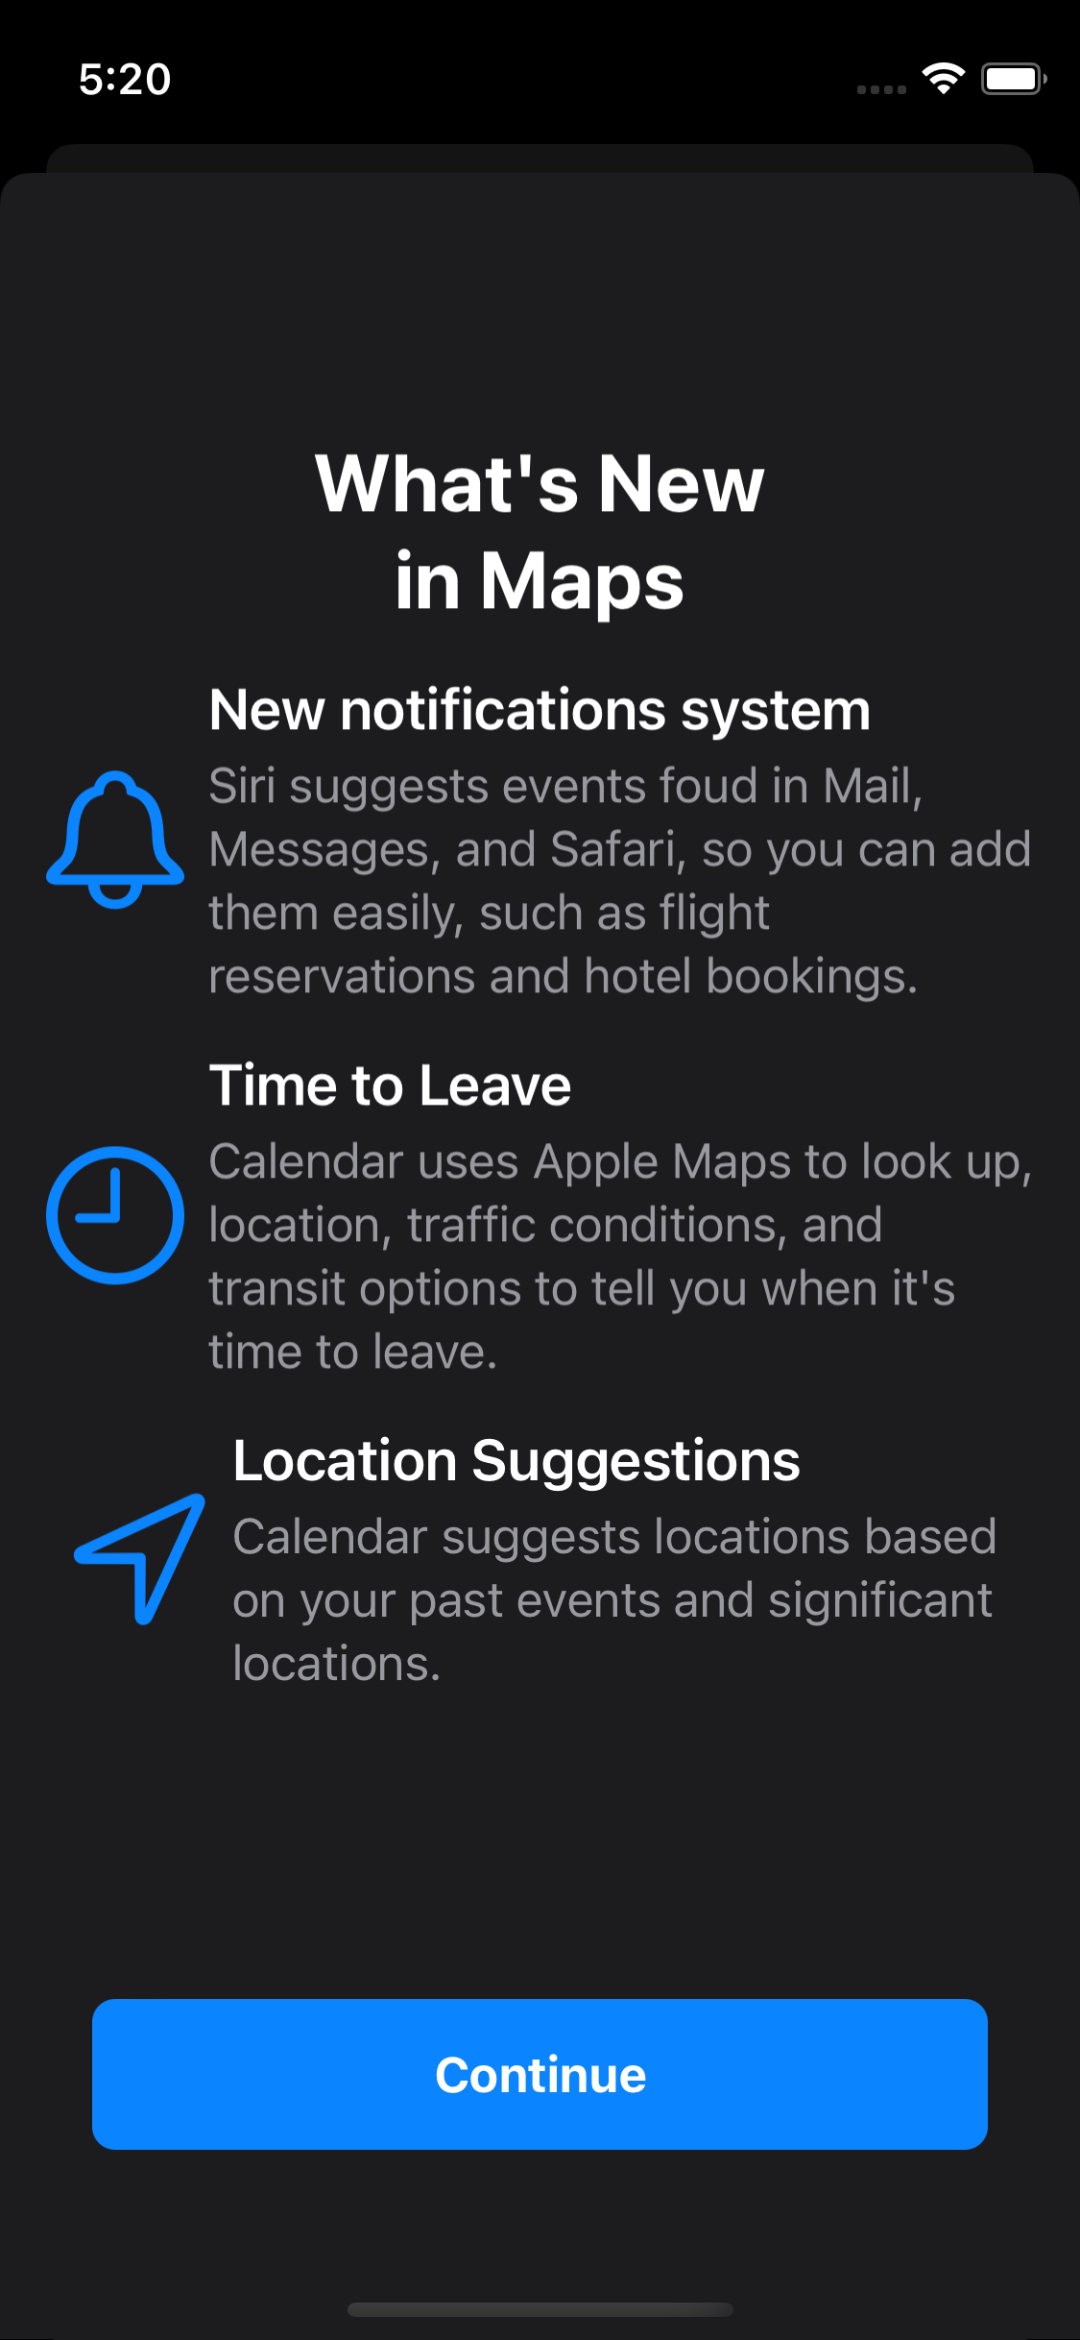 5:20
What's New
in Maps
New notifications system
Siri suggests events foud in Mail,
Messages, and Safari, so you can add
them easily, such as flight
reservations and hotel bookings.
Time to Leave
Calendar uses Apple Maps to look up,
location, traffic conditions, and
transit options to tell you when it's
time to leave.
Location Suggestions
Calendar suggests locations based
on your past events and significant
locations.
Continue